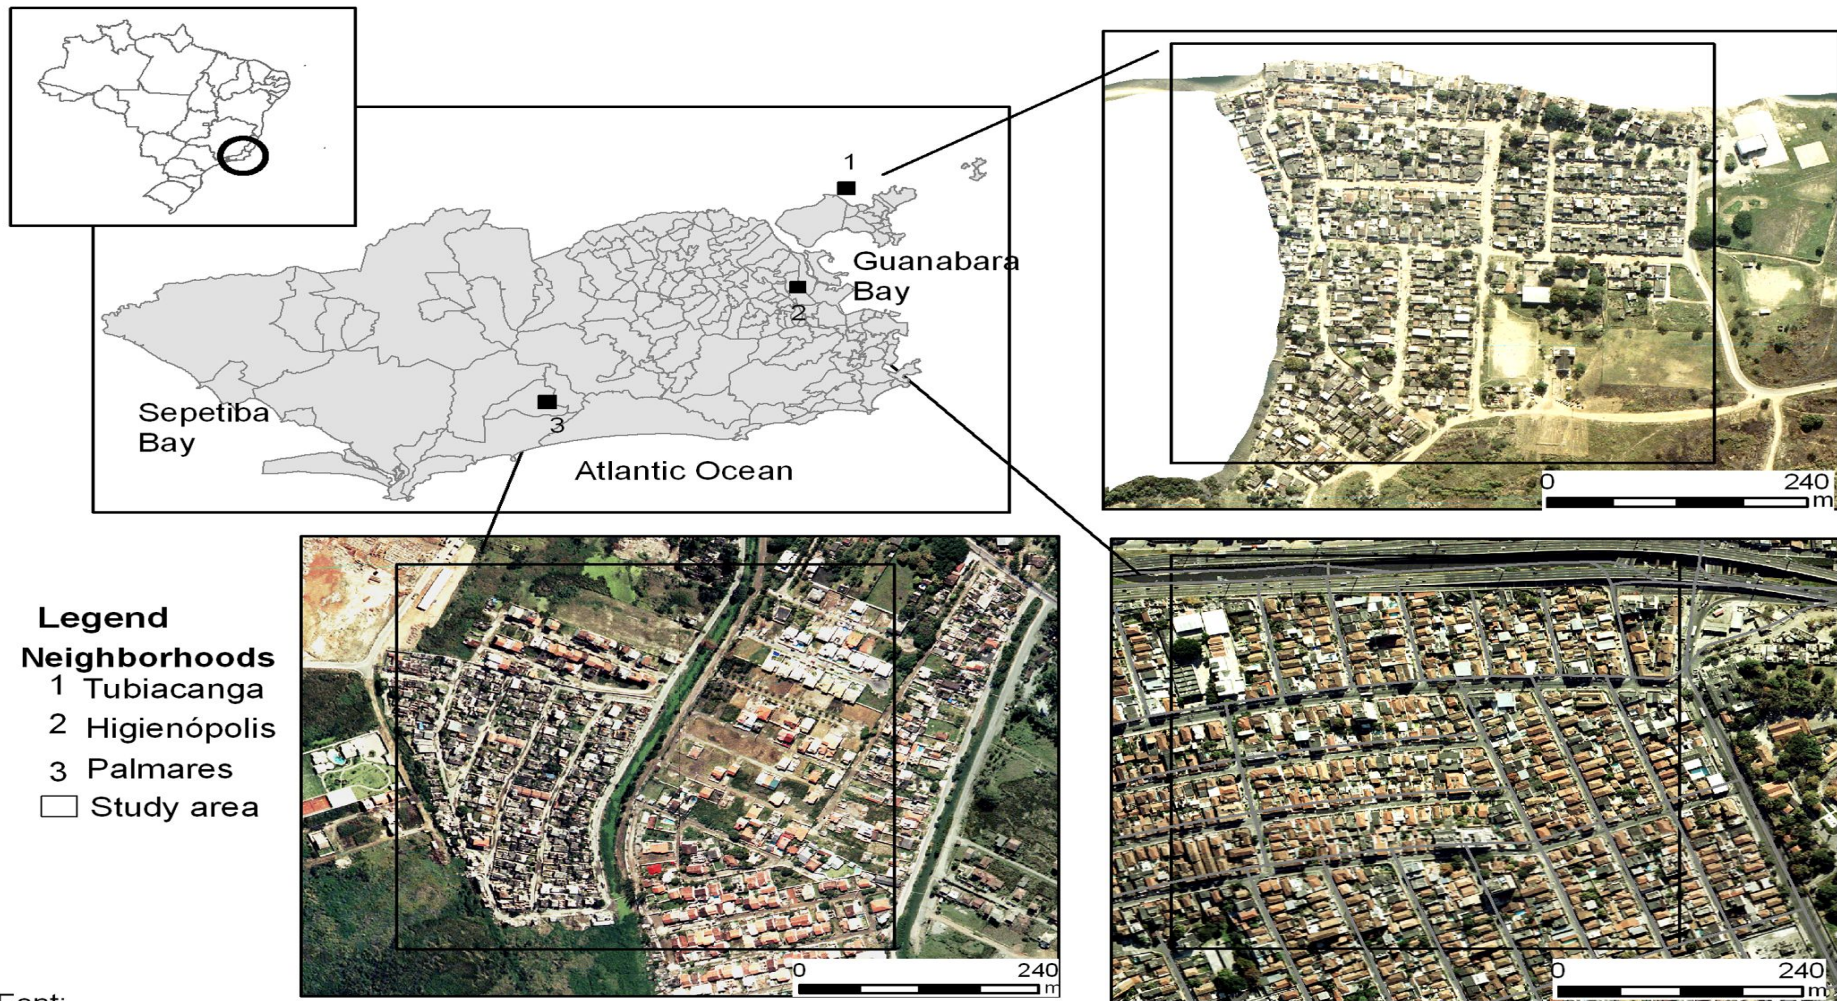 1
Guanabara
Bay
2
Sepetiba
Bay
3
Atlantic Ocean
0 240
m
Legend
Neighborhoods
1 Tubiacanga
2 Higienópolis
3 Palmares
Study area
0 240
m
0 240
m